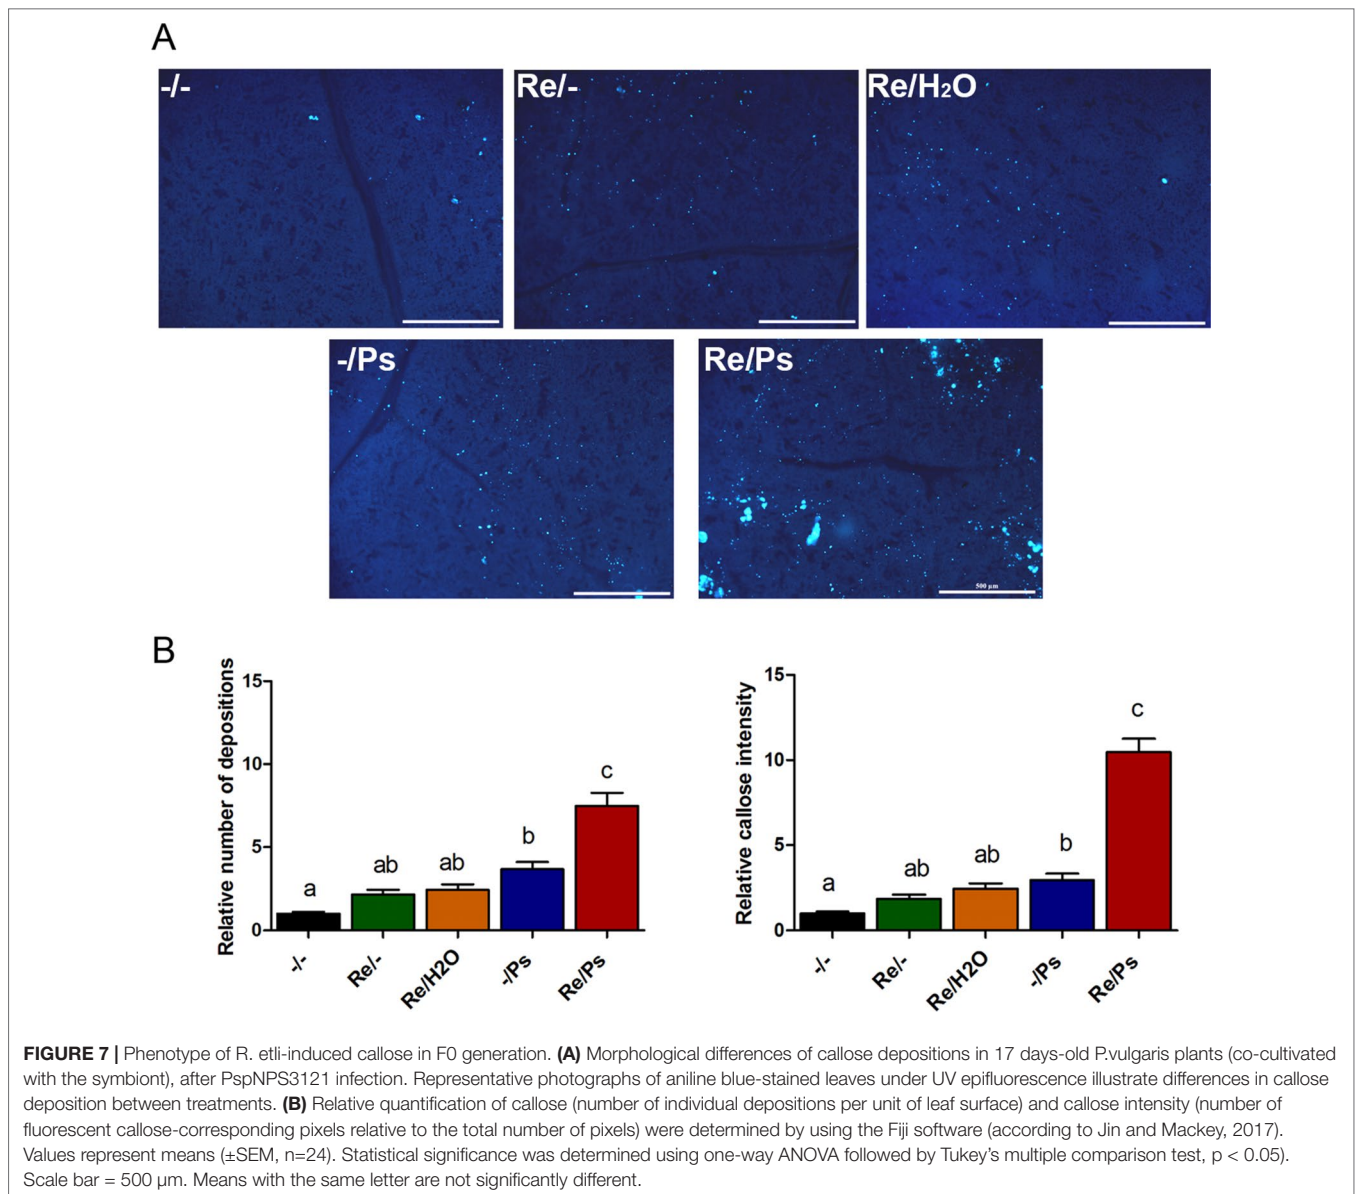 A
-/-
Re/-
Re/H2O
-/Ps
Re/Ps
500 µm
B
Relative number of depositions
15
10
5
0
a
ab
ab
b
c
-/-
Re/-
Re/H2O
-/Ps
Re/Ps
Relative callose intensity
15
10
5
0
a
ab
ab
b
c
-/-
Re/-
Re/H2O
-/Ps
Re/Ps
FIGURE 7 | Phenotype of R. etli-induced callose in F0 generation. (A) Morphological differences of callose depositions in 17 days-old P.vulgaris plants (co-cultivated
with the symbiont), after PspNPS3121 infection. Representative photographs of aniline blue-stained leaves under UV epifluorescence illustrate differences in callose
deposition between treatments. (B) Relative quantification of callose (number of individual depositions per unit of leaf surface) and callose intensity (number of
fluorescent callose-corresponding pixels relative to the total number of pixels) were determined by using the Fiji software (according to Jin and Mackey, 2017).
Values represent means (±SEM, n=24). Statistical significance was determined using one-way ANOVA followed by Tukey's multiple comparison test, p < 0.05).
Scale bar = 500 µm. Means with the same letter are not significantly different.